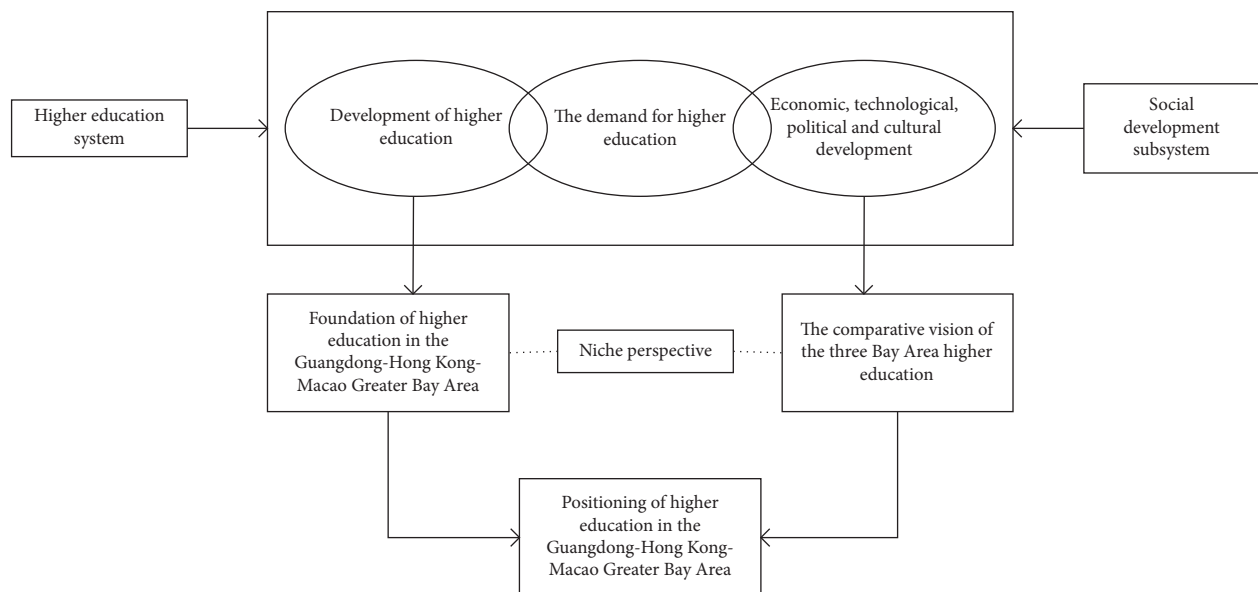 Higher education
system
Development of higher
education
The demand for higher
education
Economic, technological,
political and cultural
development
Social
development
subsystem
Foundation of higher
education in the
Guangdong-Hong Kong-
Macao Greater Bay Area
Niche perspective
The comparative vision of
the three Bay Area higher
education
Positioning of higher
education in the
Guangdong-Hong Kong-
Macao Greater Bay Area